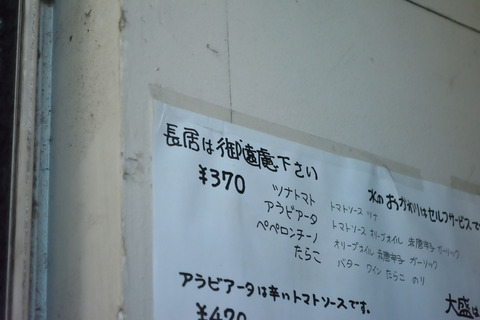 長居は御遠慮下さい
水のおかわりはセルフサービスで
¥370
ツナトマト トマトソース ツナ
アラビアータ トマトソース オリーブオイル 赤唐辛子 ガーリック
ペペロンチーノ オリーブオイル 赤唐辛子 ガーリック
たらこ バター ワイン たらこ のり
アラビアータは辛いトマトソースです。
大盛は
¥420